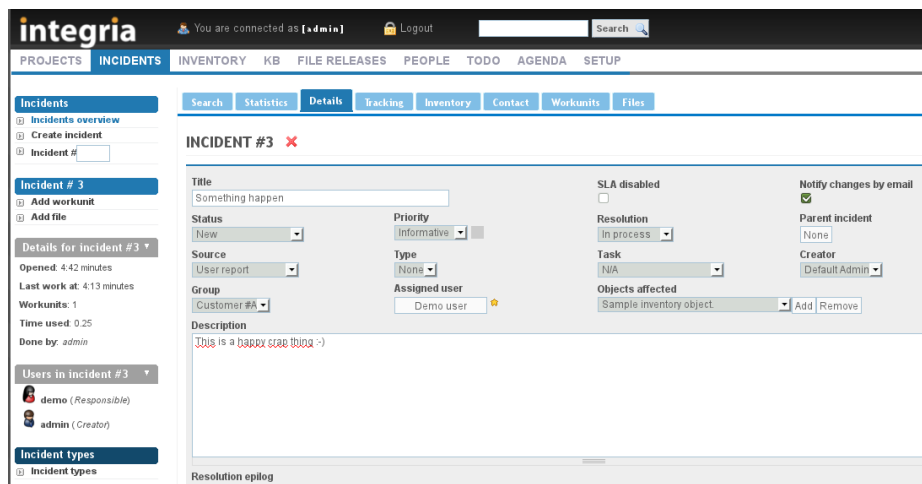 integria
You are connected as [admin]
Logout
Search
PROJECTS INCIDENTS INVENTORY KB FILE RELEASES PEOPLE TODO AGENDA SETUP
Incidents
Incidents overview
Create incident
Incident #
Incident # 3
Add workunit
Add file
Details for incident #3
Opened: 4:42 minutes
Last work at: 4:13 minutes
Workunits: 1
Time used: 0.25
Done by: admin
Users in incident #3
demo (Responsible)
admin (Creator)
Incident types
Incident types
Search Statistics Details Tracking Inventory Contact Workunits Files
INCIDENT #3
Title SLA disabled Notify changes by email
Something happen
Status Priority Resolution Parent incident
New Informative In process None
Source Type Task Creator
User report None N/A Default Admin
Group Assigned user Objects affected
Customer #A Demo user Sample inventory object. Add Remove
Description
This is a happy crap thing :-)
Resolution epilog